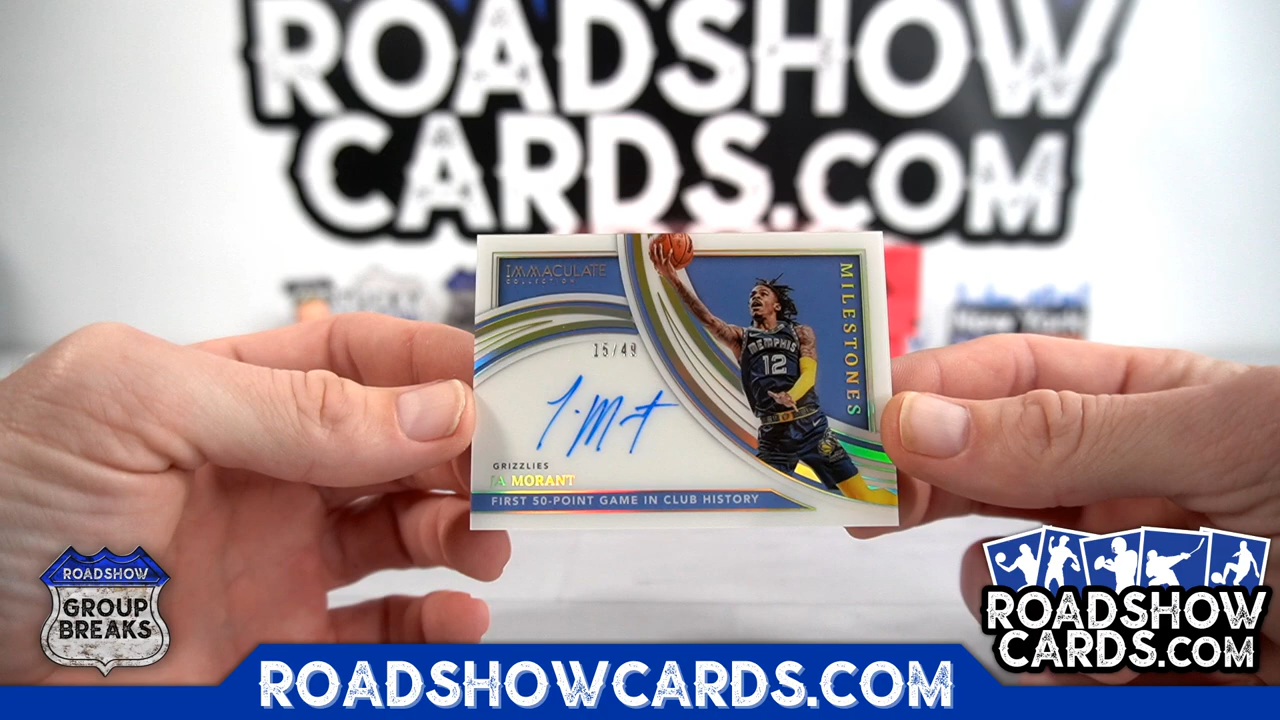 ROADSHOW
CARDS.COM
IMMACULATE
COLLECTION
MILESTONES
15/49
MEMPHIS
12
GRIZZLIES
JA MORANT
FIRST 50-POINT GAME IN CLUB HISTORY
ROADSHOW
GROUP
BREAKS
ROADSHOW
CARDS.COM
ROADSHOWCARDS.COM